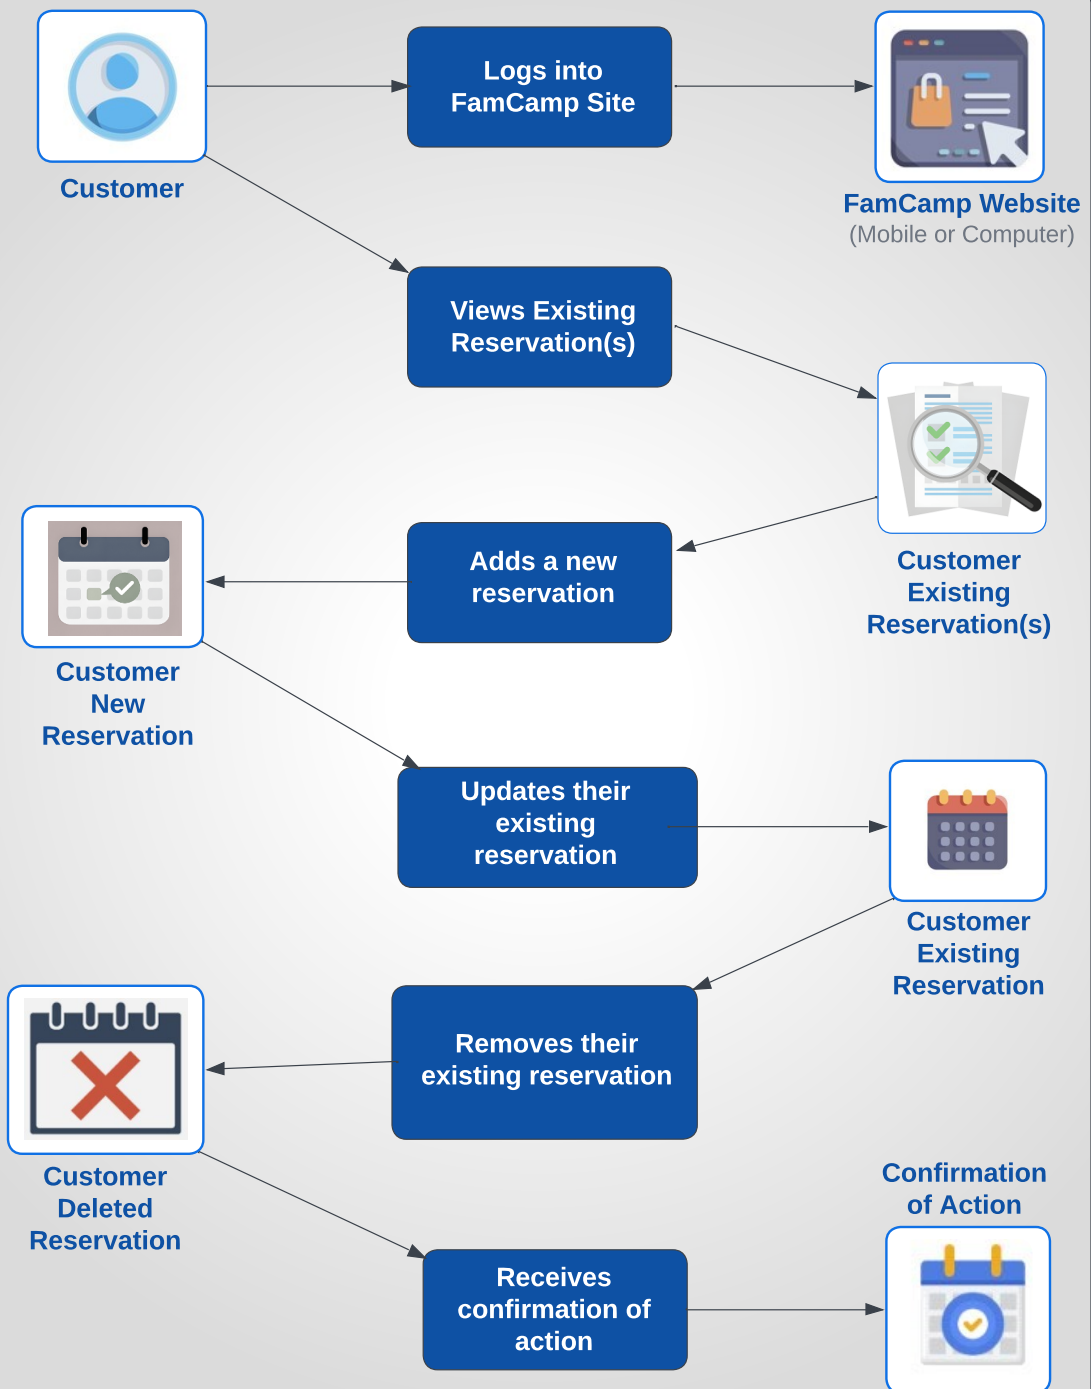 Logs into
FamCamp Site
Customer
FamCamp Website
(Mobile or Computer)
Views Existing
Reservation(s)
Adds a new
reservation
Customer
Existing
Reservation(s)
Customer
New
Reservation
Updates their
existing
reservation
Customer
Existing
Reservation
Removes their
existing reservation
Customer
Deleted
Reservation
Confirmation
of Action
Receives
confirmation of
action